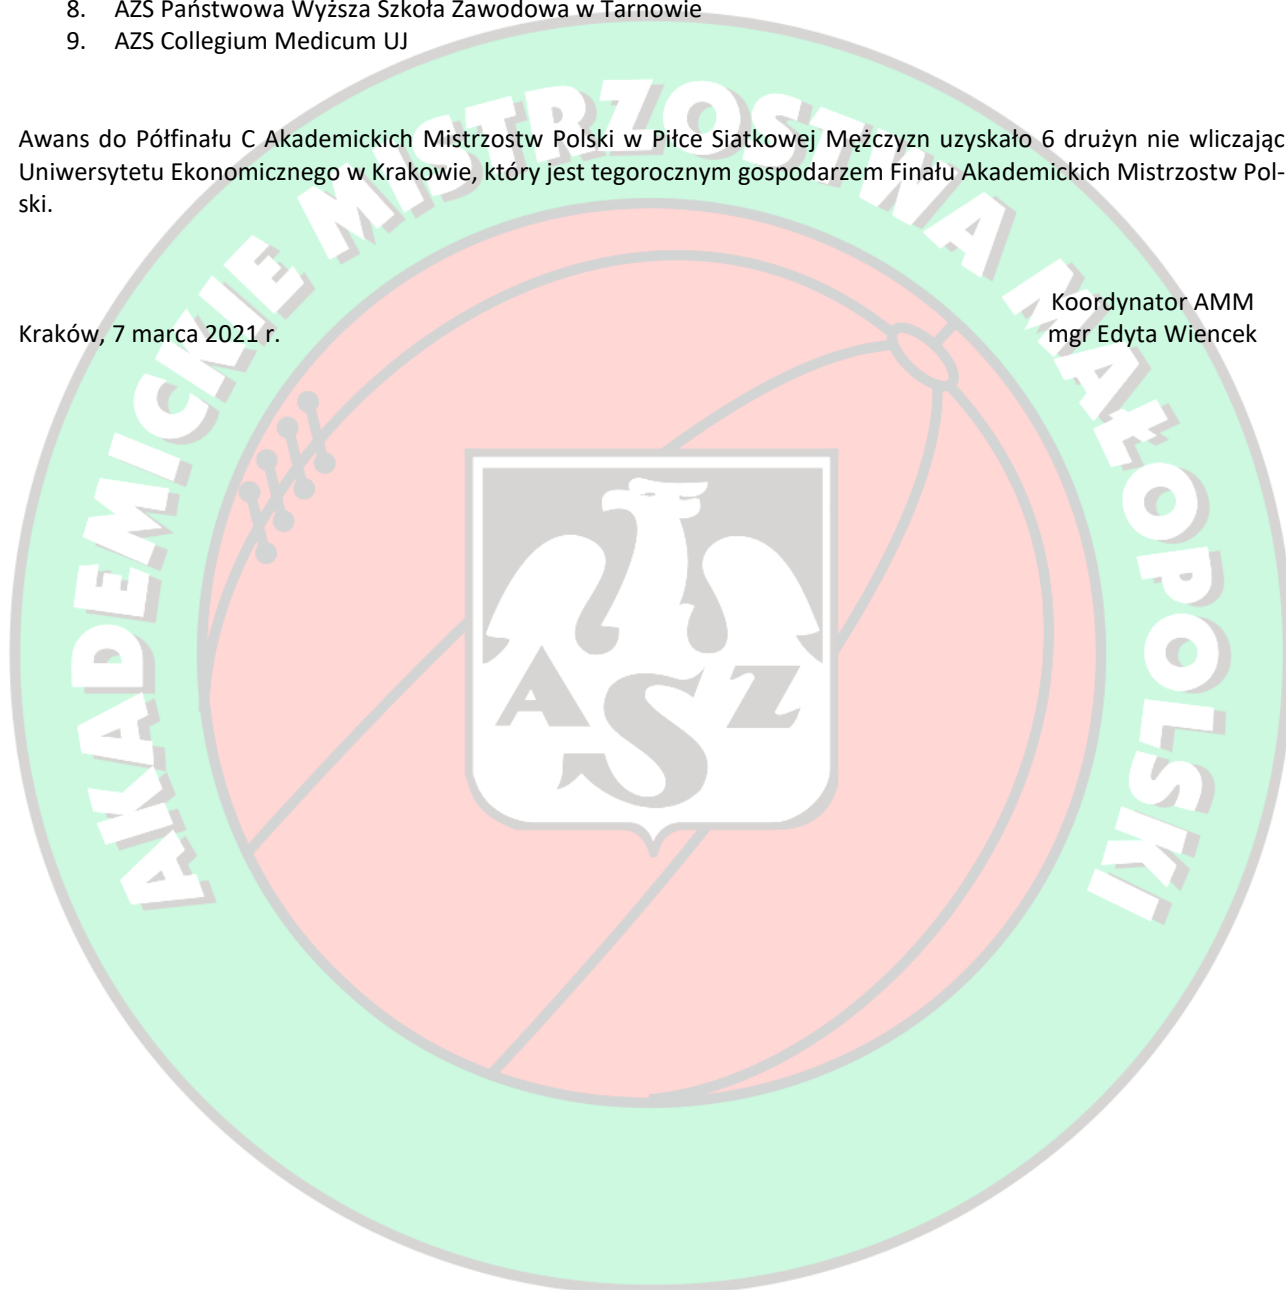 8. AZS Państwowa Wyższa Szkoła Zawodowa w Tarnowie
9. AZS Collegium Medicum UJ
Awans do Półfinału C Akademickich Mistrzostw Polski w Piłce Siatkowej Mężczyzn uzyskało 6 drużyn nie wliczając
Uniwersytetu Ekonomicznego w Krakowie, który jest tegorocznym gospodarzem Finału Akademickich Mistrzostw Pol-
ski.
Koordynator AMM
Kraków, 7 marca 2021 r. mgr Edyta Wiencek
AKADEMICKIE MISTRZOSTWA MAŁOPOLSKI
AZS